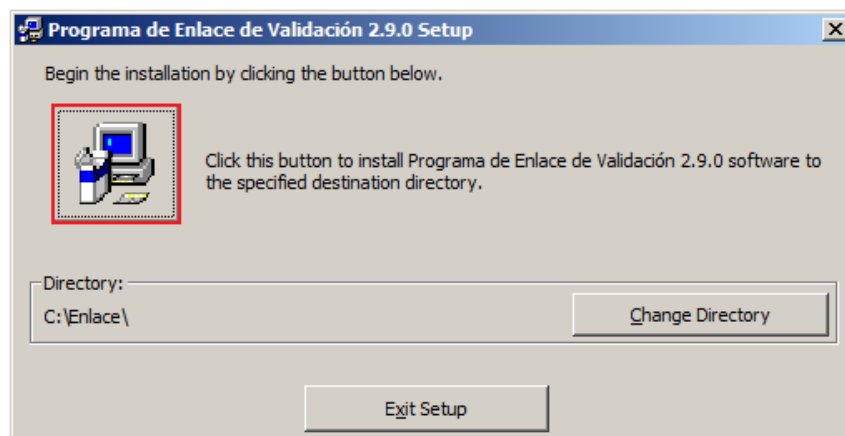 Programa de Enlace de Validación 2.9.0 Setup
Begin the installation by clicking the button below.
Click this button to install Programa de Enlace de Validación 2.9.0 software to
the specified destination directory.
Directory:
C:\Enlace\
Change Directory
Exit Setup